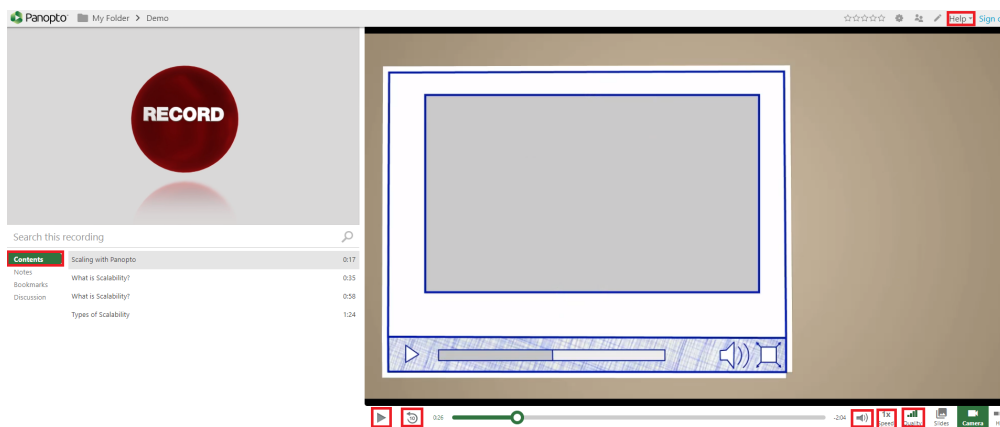 Panopto My Folder > Demo Help Sign
RECORD
Search this recording
Contents Scaling with Panopto 0:17
Notes
What is Scalability? 0:35
Bookmarks
Discussion What is Scalability? 0:58
Types of Scalability 1:24
10 0:26 -2:04 1x Speed Quality Slides Camera